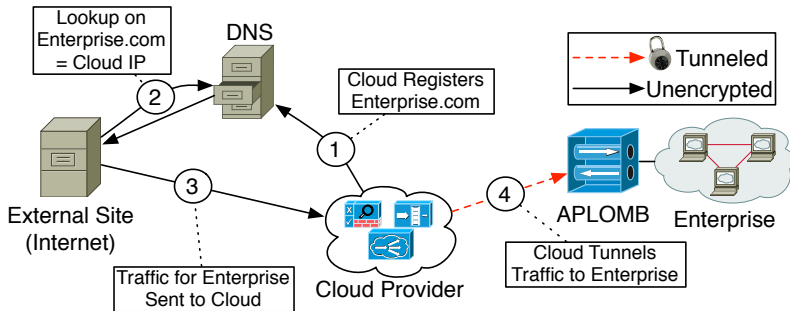 Lookup on
Enterprise.com
= Cloud IP
DNS
2
Cloud Registers
Enterprise.com
1
Tunneled
Unencrypted
External Site
(Internet)
3
Traffic for Enterprise
Sent to Cloud
Cloud Provider
4
Cloud Tunnels
Traffic to Enterprise
APLOMB
Enterprise